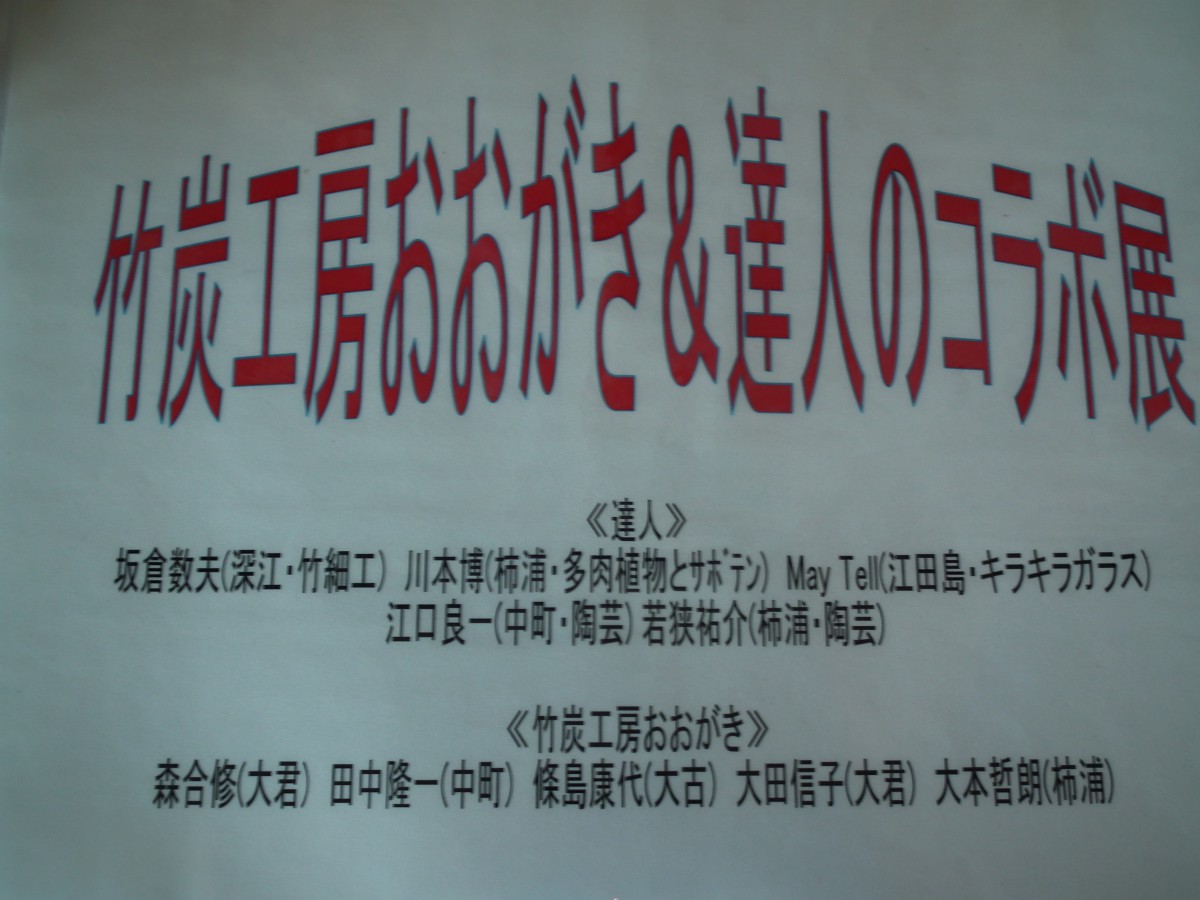 竹炭工房おおがき&達人のコラボ展
《達人》
坂倉数夫(深江・竹細工) 川本博(柿浦・多肉植物とｻﾎﾞﾃﾝ) May Tell(江田島・キラキラガラス)
江口良一(中町・陶芸) 若狭祐介(柿浦・陶芸)
《竹炭工房おおがき》
森合修(大君) 田中隆一(中町) 條島康代(大古) 大田信子(大君) 大本哲朗(柿浦)